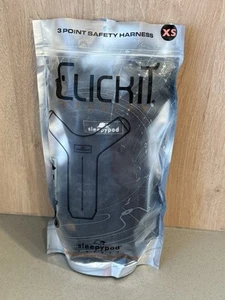 3 POINT SAFETY HARNESS
XS
CLICKIT
sleepypod
sleepypod